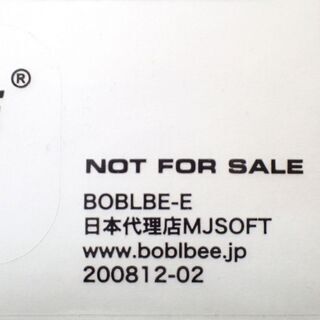 ®
NOT FOR SALE
BOBLBE-E
日本代理店MJSOFT
www.boblbee.jp
200812-02